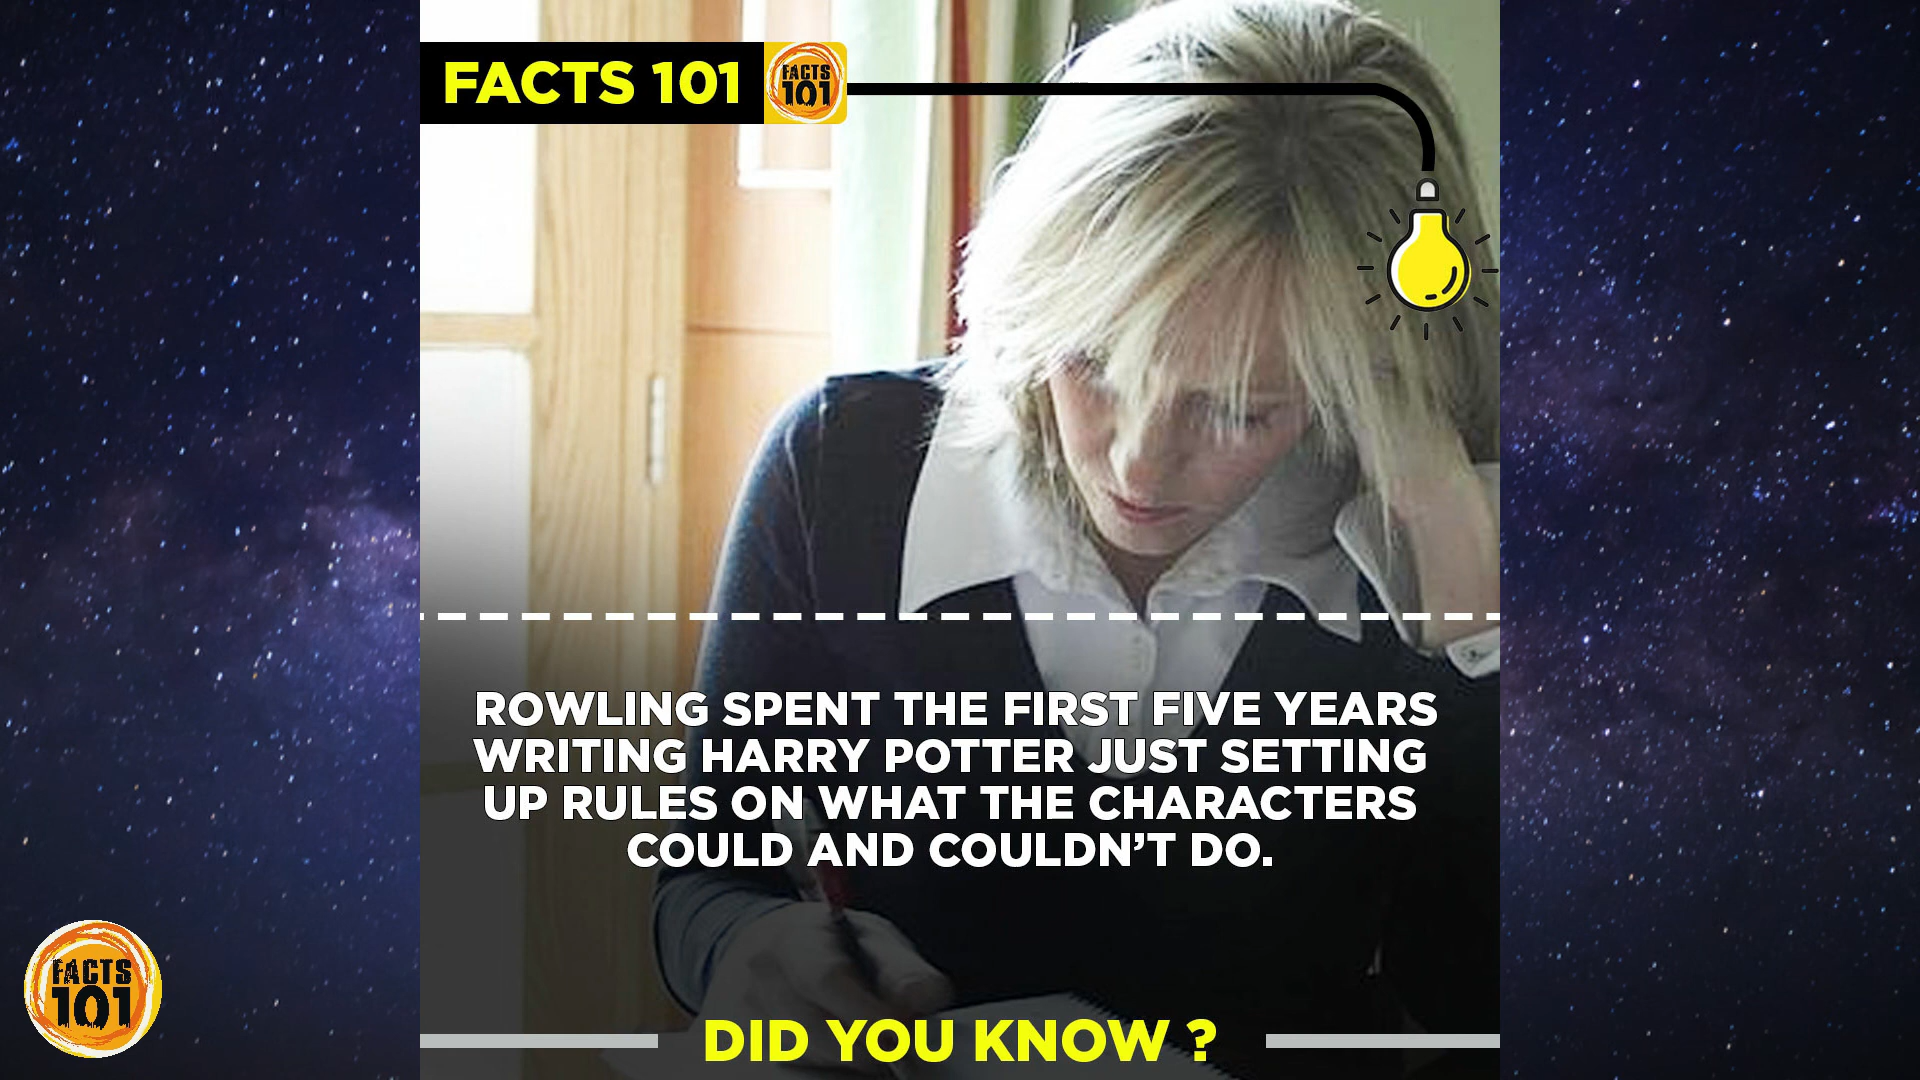 FACTS 101
FACTS
101
ROWLING SPENT THE FIRST FIVE YEARS
WRITING HARRY POTTER JUST SETTING
UP RULES ON WHAT THE CHARACTERS
COULD AND COULDN’T DO.
FACTS
101
DID YOU KNOW ?